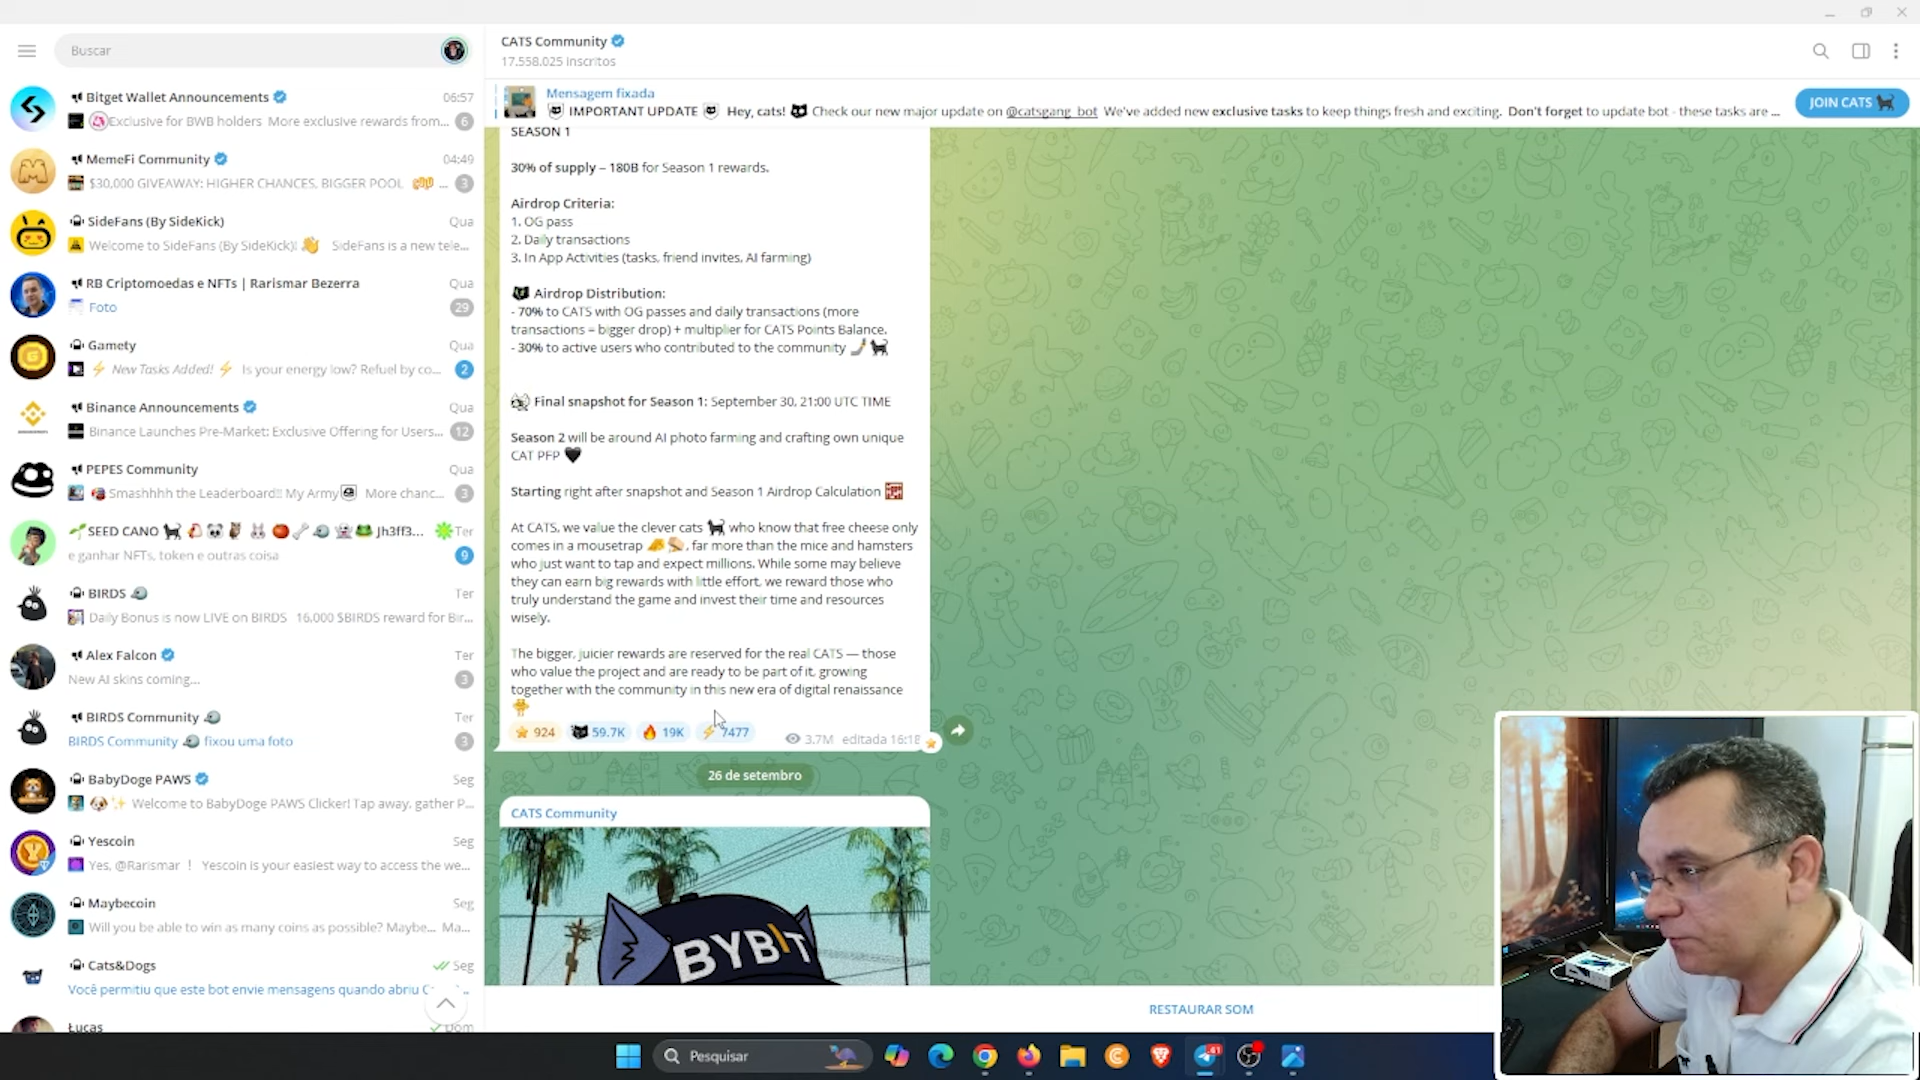 Buscar
Bitget Wallet Announcements
06:57
Exclusive for BWB holders More exclusive rewards from...
6
MemeFi Community
04:49
$30,000 GIVEAWAY: HIGHER CHANCES, BIGGER POOL ...
3
SideFans (By SideKick)
Qua
Welcome to SideFans (By SideKick)! SideFans is a new tele...
RB Criptomoedas e NFTs | Rarismar Bezerra
Qua
Foto
29
Gamety
Qua
New Tasks Added! Is your energy low? Refuel by co...
2
Binance Announcements
Qua
Binance Launches Pre-Market: Exclusive Offering for Users...
12
PEPES Community
Qua
Smashhhh the Leaderboard!! My Army More chanc...
3
SEED CANO Jh3ff3...
Ter
e ganhar NFTs, token e outras coisa
9
BIRDS
Ter
Daily Bonus is now LIVE on BIRDS 16,000 $BIRDS reward for Bir...
Alex Falcon
Ter
New AI skins coming...
3
BIRDS Community
Ter
BIRDS Community fixou uma foto
3
BabyDoge PAWS
Seg
Welcome to BabyDoge PAWS Clicker! Tap away, gather P...
Yescoin
Seg
Yes, @Rarismar ! Yescoin is your easiest way to access the we...
Maybecoin
Seg
Will you be able to win as many coins as possible? Maybe... Ma...
Cats&Dogs
Seg
Você permitiu que este bot envie mensagens quando abriu
Łucas
Dom
CATS Community
17.558.025 inscritos
Mensagem fixada
IMPORTANT UPDATE Hey, cats! Check our new major update on @catsgang_bot We've added new exclusive tasks to keep things fresh and exciting. Don't forget to update bot - these tasks are ...
JOIN CATS
SEASON 1
30% of supply – 180B for Season 1 rewards.
Airdrop Criteria:
1. OG pass
2. Daily transactions
3. In App Activities (tasks, friend invites, AI farming)
Airdrop Distribution:
- 70% to CATS with OG passes and daily transactions (more
transactions = bigger drop) + multiplier for CATS Points Balance.
- 30% to active users who contributed to the community
Final snapshot for Season 1: September 30, 21:00 UTC TIME
Season 2 will be around AI photo farming and crafting own unique
CAT PFP
Starting right after snapshot and Season 1 Airdrop Calculation
At CATS, we value the clever cats who know that free cheese only
comes in a mousetrap , far more than the mice and hamsters
who just want to tap and expect millions. While some may believe
they can earn big rewards with little effort, we reward those who
truly understand the game and invest their time and resources
wisely.
The bigger, juicier rewards are reserved for the real CATS — those
who value the project and are ready to be part of it, growing
together with the community in this new era of digital renaissance
924 59.7K 19K 7477
3.7M editada 16:18
26 de setembro
CATS Community
BYBIT
RESTAURAR SOM
Pesquisar